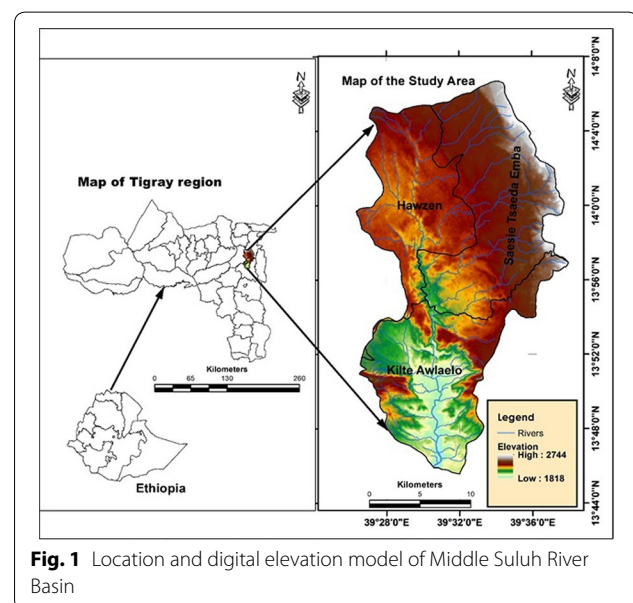 Map of the Study Area
N
N
Map of Tigray region
Hawzen
Saesie Tsaeda Emba
Kilte Awlaelo
Kilometers
0 65 130 260
Ethiopia
Legend
Rivers
Elevation
High : 2744
Low : 1818
Kilometers
0 5 10
14°8'0"N
14°4'0"N
14°0'0"N
13°56'0"N
13°52'0"N
13°48'0"N
13°44'0"N
39°28'0"E 39°32'0"E 39°36'0"E
Fig. 1 Location and digital elevation model of Middle Suluh River
Basin